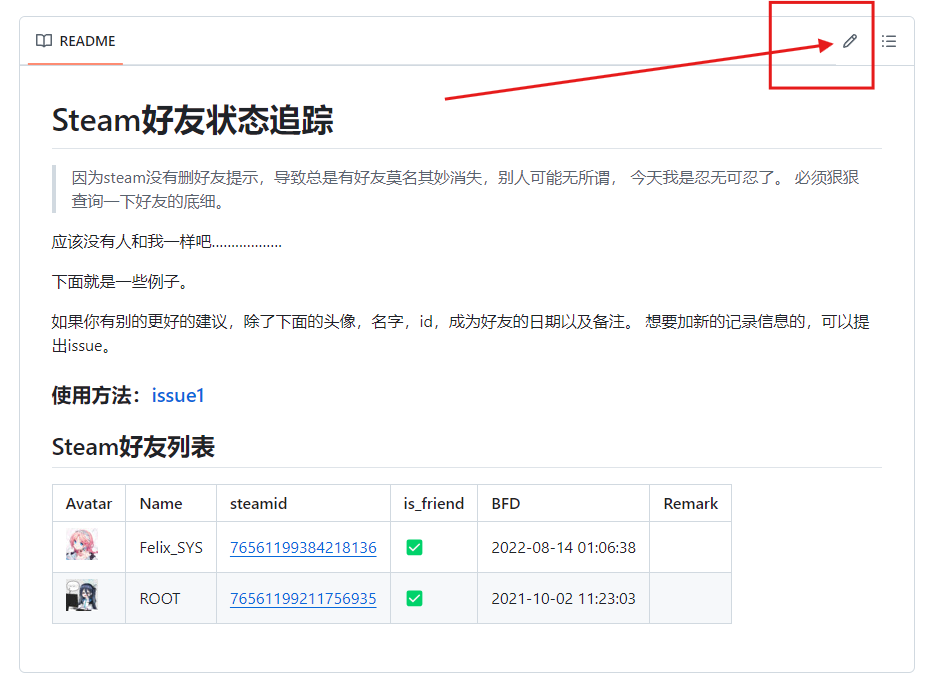 README
Steam好友状态追踪
因为steam没有删好友提示，导致总是有好友莫名其妙消失，别人可能无所谓， 今天我是忍无可忍了。 必须狠狠
查询一下好友的底细。
应该没有人和我一样吧..................
下面就是一些例子。
如果你有别的更好的建议，除了下面的头像，名字，id，成为好友的日期以及备注。 想要加新的记录信息的，可以提
出issue。
使用方法：issue1
Steam好友列表
Avatar Name steamid is_friend BFD Remark
Felix_SYS 76561199384218136 ✅ 2022-08-14 01:06:38
ROOT 76561199211756935 ✅ 2021-10-02 11:23:03